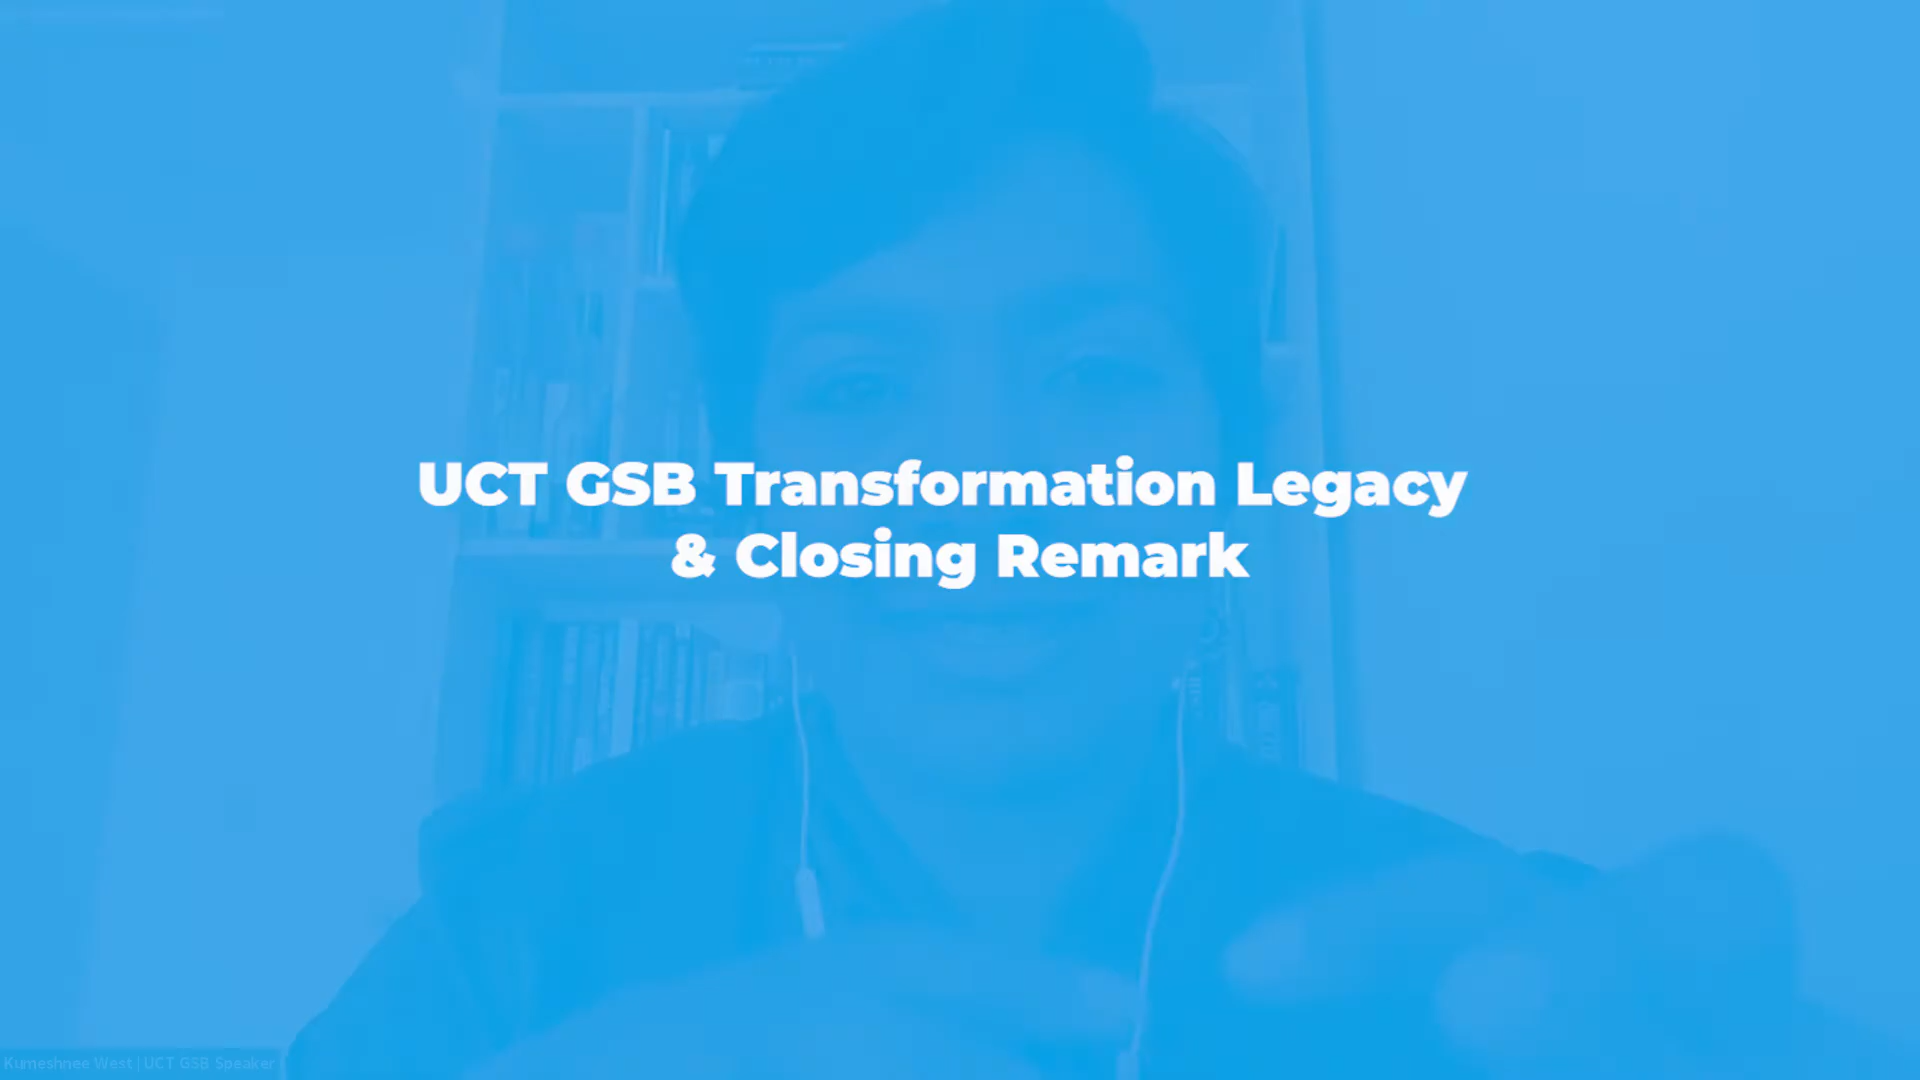 UCT GSB Transformation Legacy
& Closing Remark
Kumeshnee West | UCT GSB Speaker